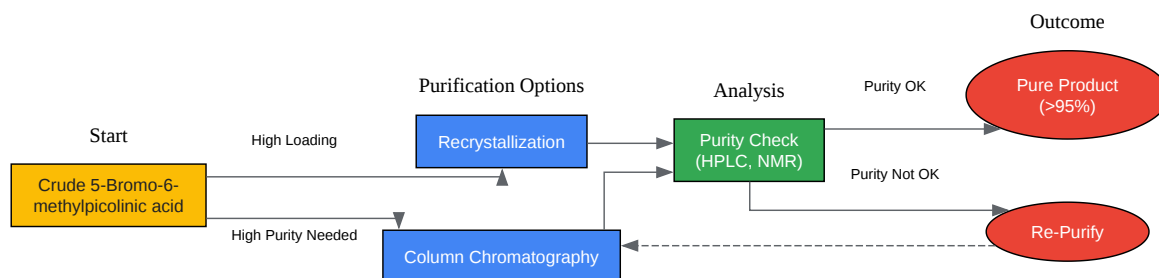 Outcome
Purification Options
Analysis
Purity OK
Pure Product
(>95%)
Start
High Loading
Recrystallization
Purity Check
(HPLC, NMR)
Crude 5-Bromo-6-
methylpicolinic acid
Purity Not OK
High Purity Needed
Column Chromatography
Re-Purify